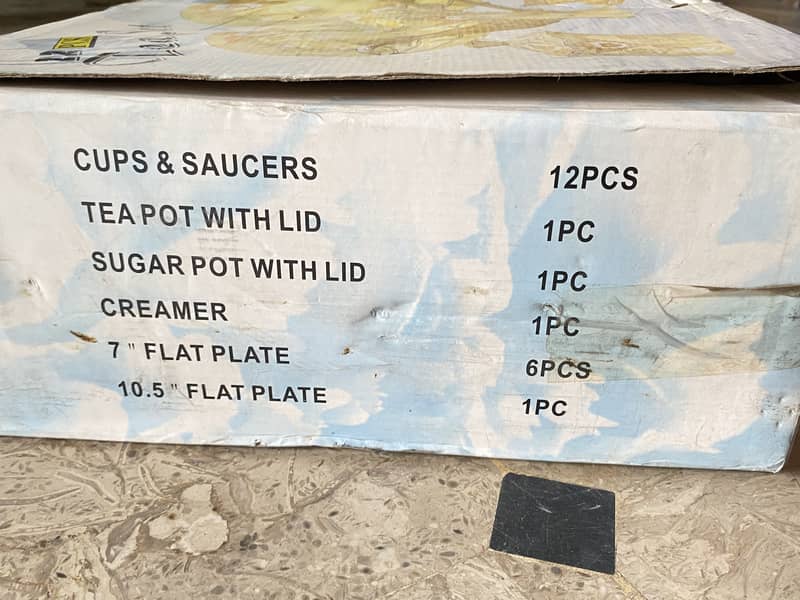 CUPS & SAUCERS 12PCS
TEA POT WITH LID 1PC
SUGAR POT WITH LID 1PC
CREAMER 1PC
7" FLAT PLATE 6PCS
10.5" FLAT PLATE 1PC